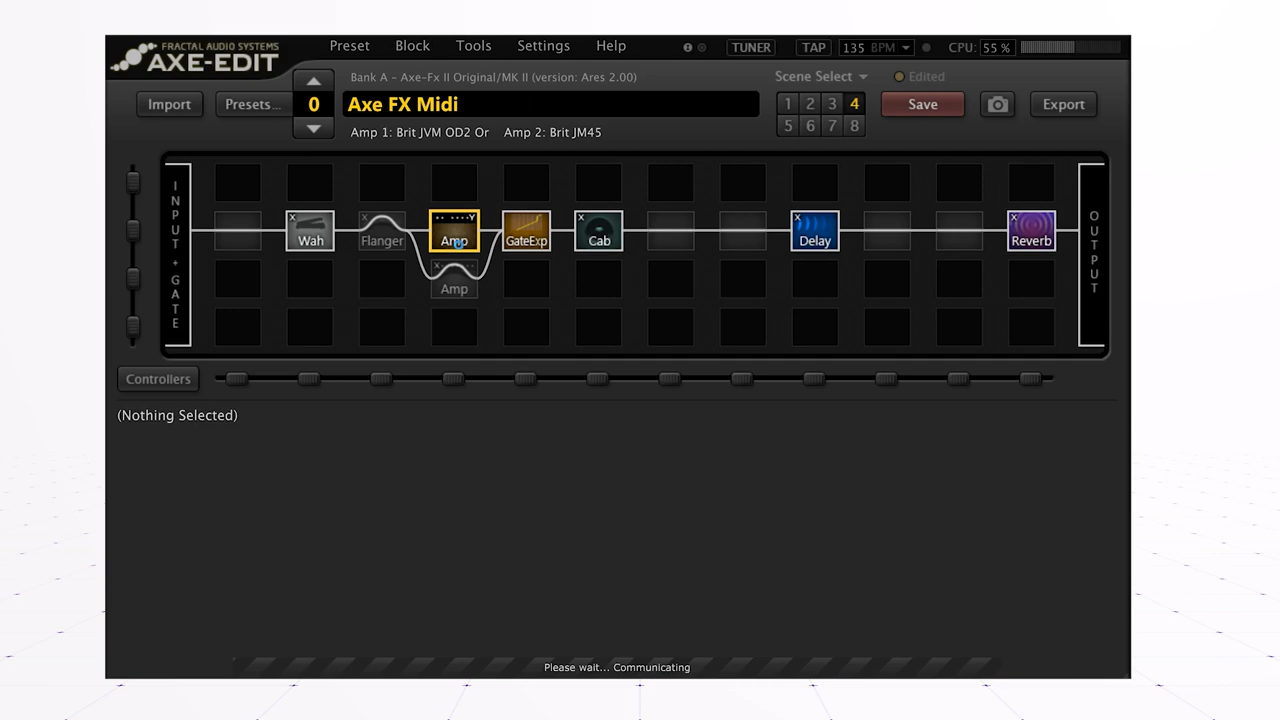 FRACTAL AUDIO SYSTEMS
AXE-EDIT
Preset Block Tools Settings Help
TUNER TAP 135 BPM CPU: 55 %
Bank A - Axe-Fx II Original/MK II (version: Ares 2.00)
Scene Select Edited
Import Presets... 0 Axe FX Midi
1 2 3 4
Save Export
Amp 1: Brit JVM OD2 Or Amp 2: Brit JM45
5 6 7 8
INPUT + GATE
X Wah
X Flanger
Y Amp
GateExp
X Cab
X Delay
X Reverb
OUTPUT
X Amp
Controllers
(Nothing Selected)
Please wait... Communicating